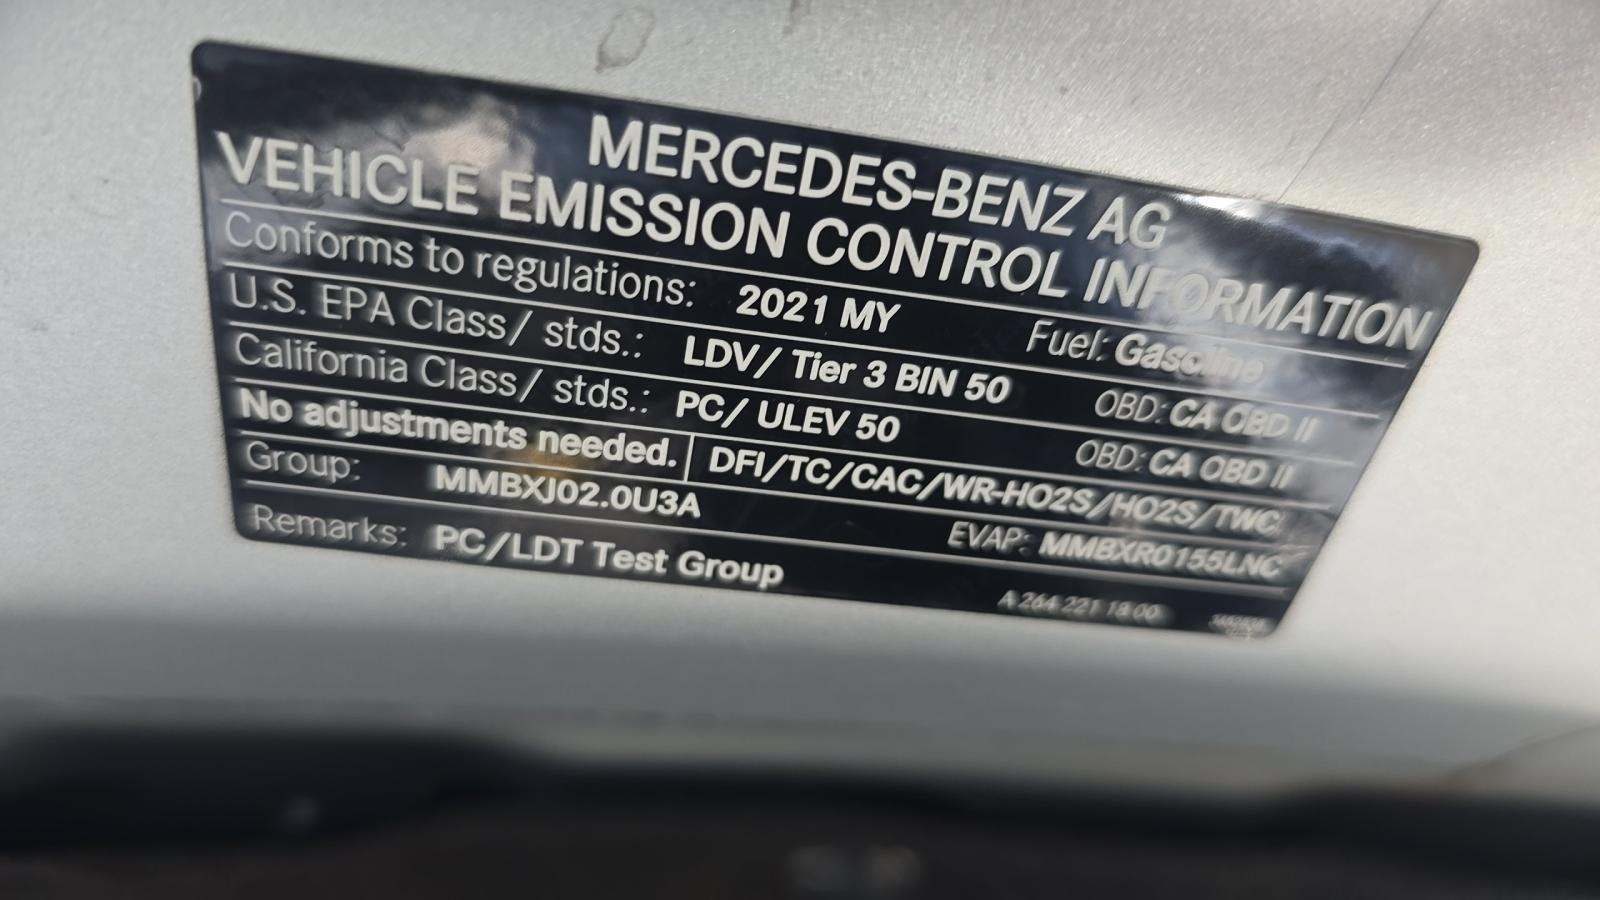 MERCEDES-BENZ AG
VEHICLE EMISSION CONTROL INFORMATION
Conforms to regulations: 2021 MY Fuel: Gasoline
U.S. EPA Class/ stds.: LDV/ Tier 3 BIN 50 OBD: CA OBD II
California Class/ stds.: PC/ ULEV 50 OBD: CA OBD II
No adjustments needed. DFI/TC/CAC/WR-HO2S/HO2S/TWC
Group: MMBXJ02.0U3A EVAP: MMBXR0155LNC
Remarks: PC/LDT Test Group
A 264 221 18 00